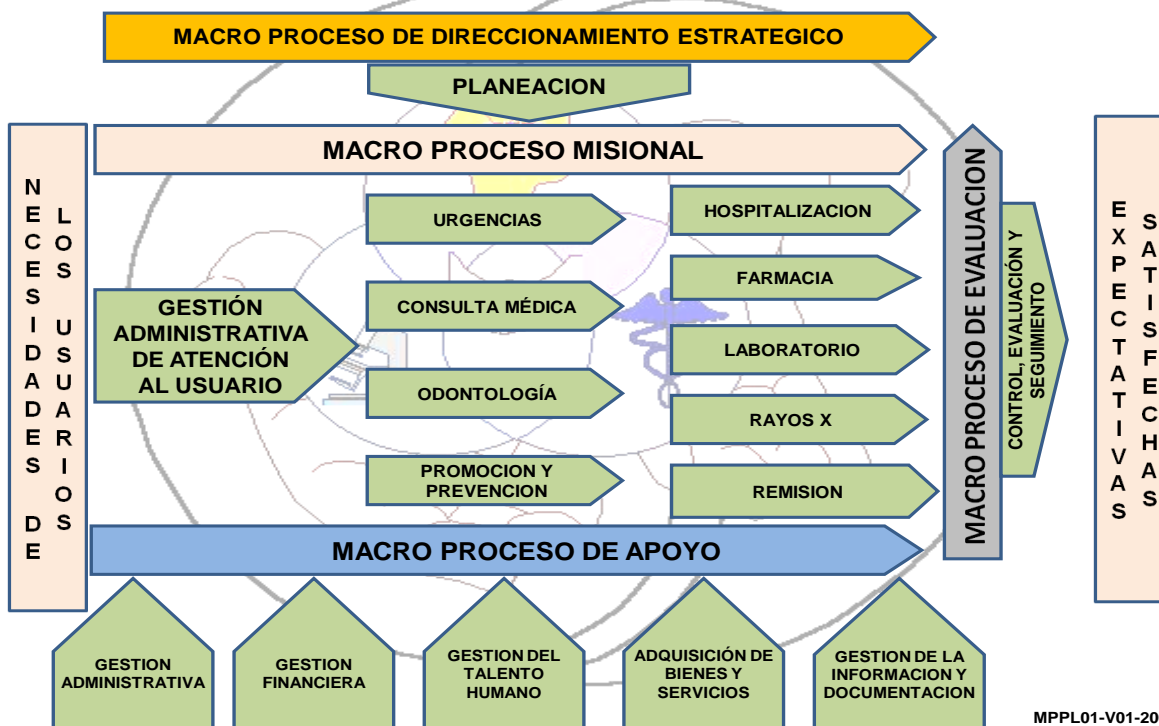 MACRO PROCESO DE DIRECCIONAMIENTO ESTRATEGICO
PLANEACION
NECESIDADES DE
LOS USUARIOS
MACRO PROCESO MISIONAL
GESTIÓN
ADMINISTRATIVA
DE ATENCIÓN
AL USUARIO
URGENCIAS
CONSULTA MÉDICA
ODONTOLOGÍA
PROMOCION Y
PREVENCION
HOSPITALIZACION
FARMACIA
LABORATORIO
RAYOS X
REMISION
MACRO PROCESO DE EVALUACION
CONTROL, EVALUACIÓN Y
SEGUIMIENTO
EXPECTATIVAS
SATISFECHAS
MACRO PROCESO DE APOYO
GESTION
ADMINISTRATIVA
GESTION
FINANCIERA
GESTION DEL
TALENTO
HUMANO
ADQUISICIÓN DE
BIENES Y
SERVICIOS
GESTION DE LA
INFORMACION Y
DOCUMENTACION
MPPL01-V01-20